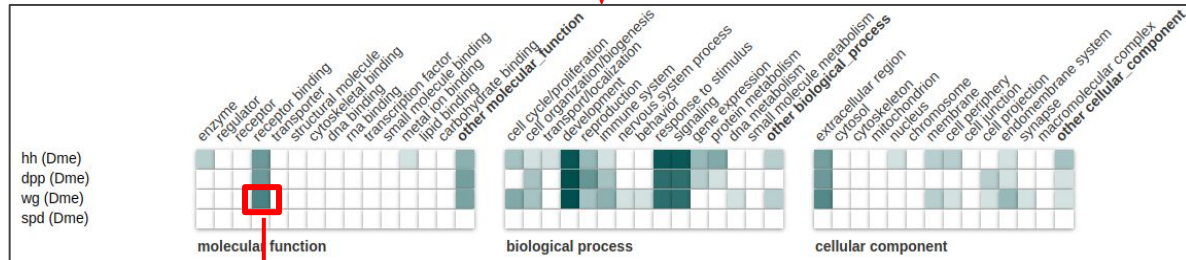 enzyme
regulator
receptor
receptor binding
transporter
structural molecule
cytoskeletal binding
dna binding
rna binding
transcription factor
small molecule binding
metal ion binding
lipid binding
carbohydrate binding
other molecular_function
cell cycle/proliferation
cell organization/biogenesis
transport/localization
development
reproduction
immune system
nervous system process
behavior
response to stimulus
signaling
gene expression
protein metabolism
dna metabolism
small molecule metabolism
other biological_process
extracellular region
cytosol
cytoskeleton
mitochondrion
nucleus
chromosome
membrane
cell periphery
cell junction
cell projection
endomembrane system
synapse
macromolecular complex
other cellular_component
hh (Dme)
dpp (Dme)
wg (Dme)
spd (Dme)
molecular function
biological process
cellular component